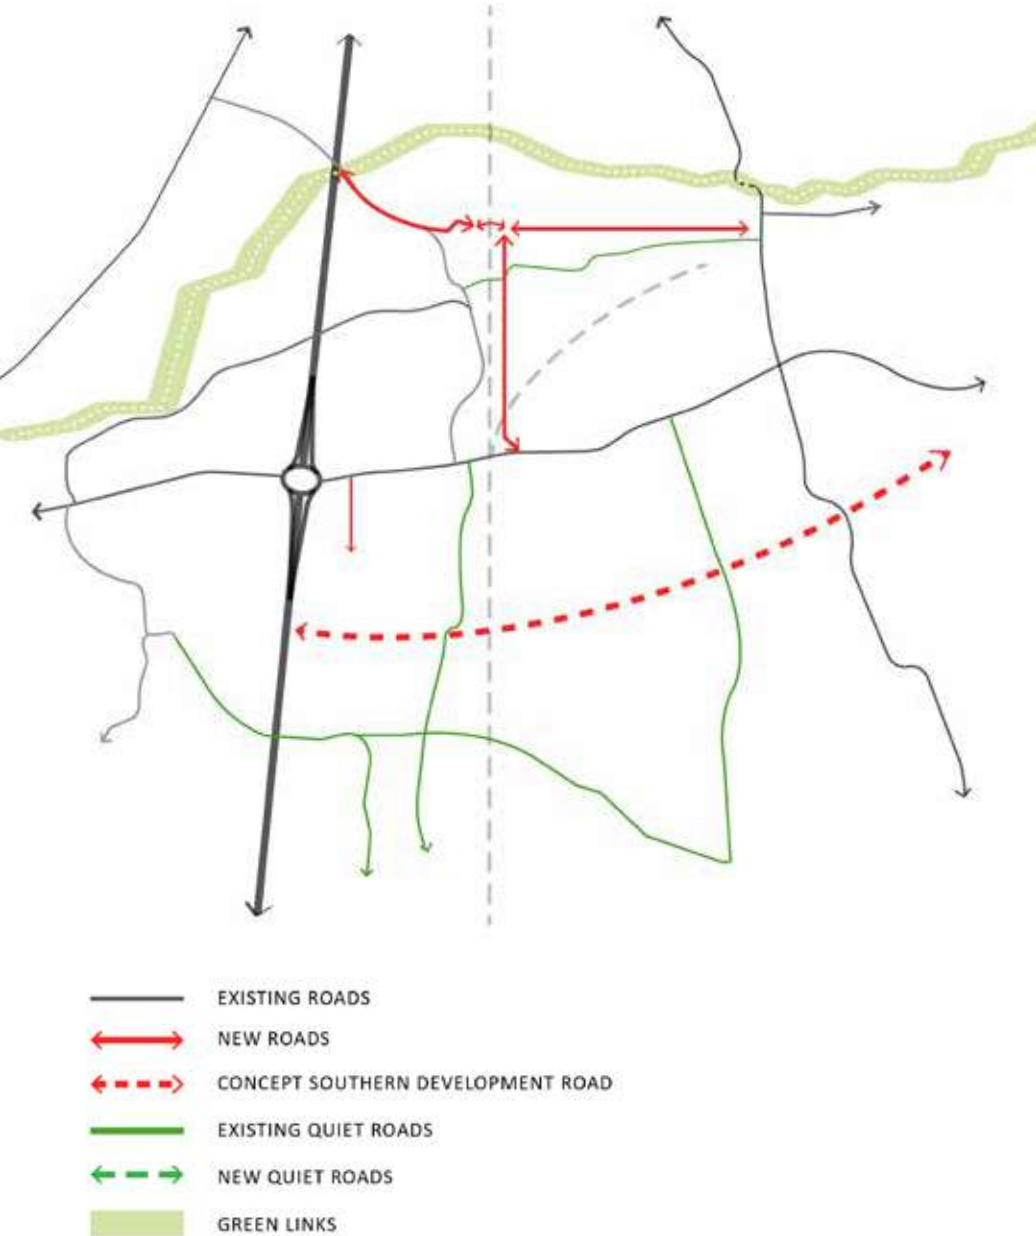 EXISTING ROADS
NEW ROADS
CONCEPT SOUTHERN DEVELOPMENT ROAD
EXISTING QUIET ROADS
NEW QUIET ROADS
GREEN LINKS